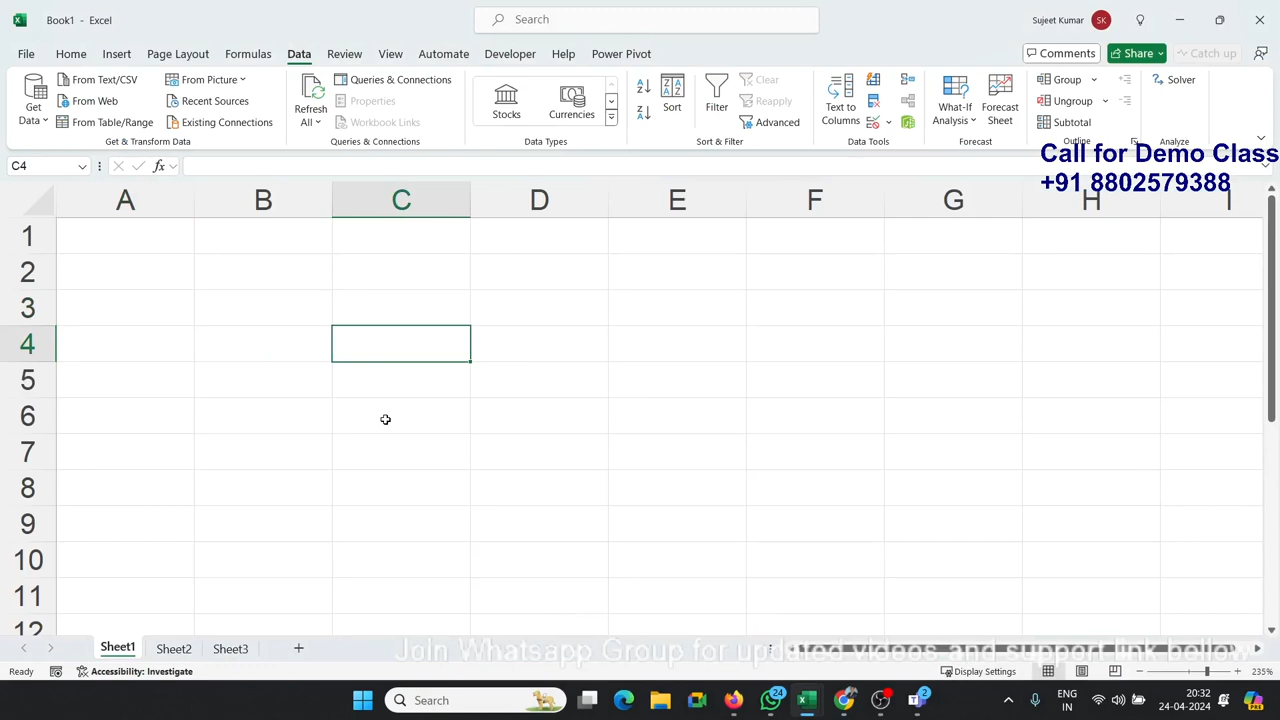 Book1 - Excel
Search
Sujeet Kumar
SK
File Home Insert Page Layout Formulas Data Review View Automate Developer Help Power Pivot
Comments
Share
Catch up
Get Data
From Text/CSV
From Web
From Table/Range
From Picture
Recent Sources
Existing Connections
Get & Transform Data
Refresh All
Queries & Connections
Properties
Workbook Links
Queries & Connections
Stocks
Currencies
Data Types
Sort
Filter
Clear
Reapply
Advanced
Sort & Filter
Text to Columns
Data Tools
What-If Analysis
Forecast Sheet
Forecast
Group
Ungroup
Subtotal
Outline
Solver
Analyze
Call for Demo Class
+91 8802579388
C4
fx
A B C D E F G H I
1
2
3
4
5
6
7
8
9
10
11
12
Sheet1 Sheet2 Sheet3
Join Whatsapp Group for updated videos and support link bellow
Ready
Accessibility: Investigate
Display Settings
235%
Search
24
2
ENG
IN
20:32
24-04-2024